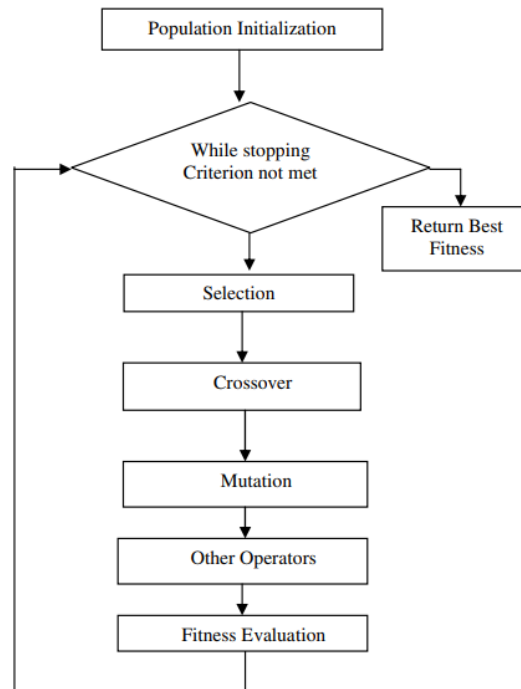 Population Initialization
While stopping
Criterion not met
Return Best
Fitness
Selection
Crossover
Mutation
Other Operators
Fitness Evaluation